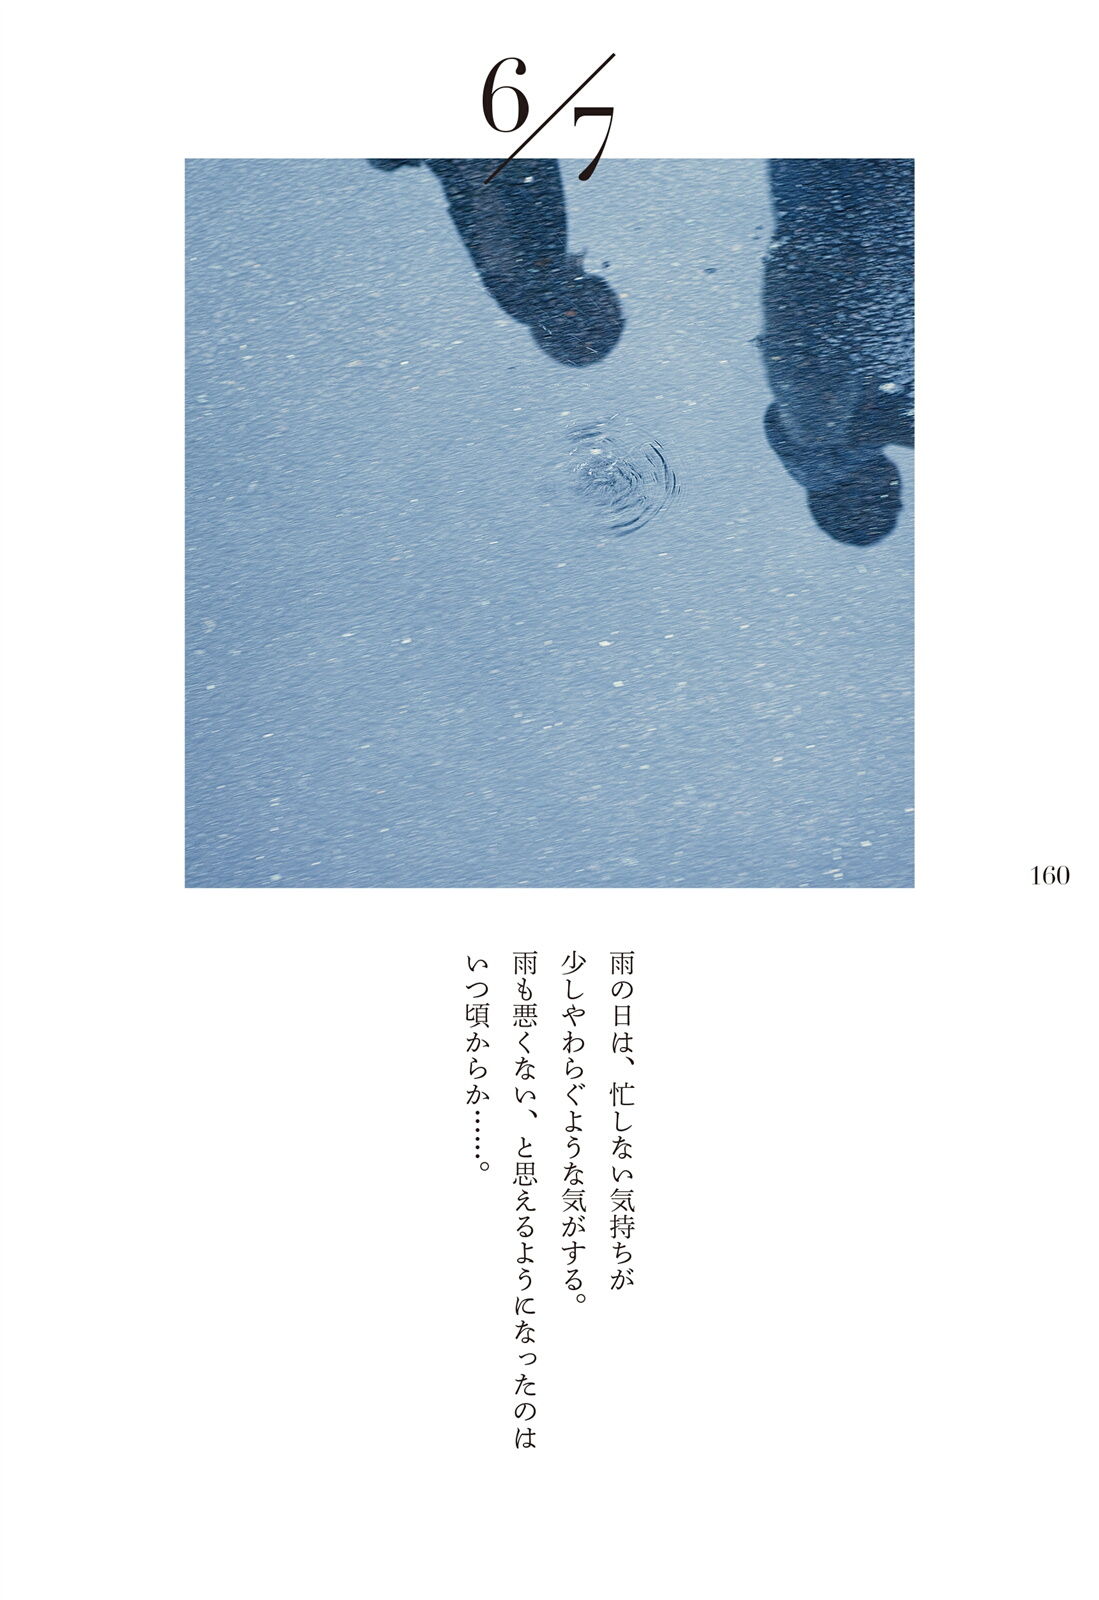 6/7
160
雨の日は、忙しない気持ちが
少しやわらぐような気がする。
雨も悪くない、と思えるようになったのは
いつ頃からか……。